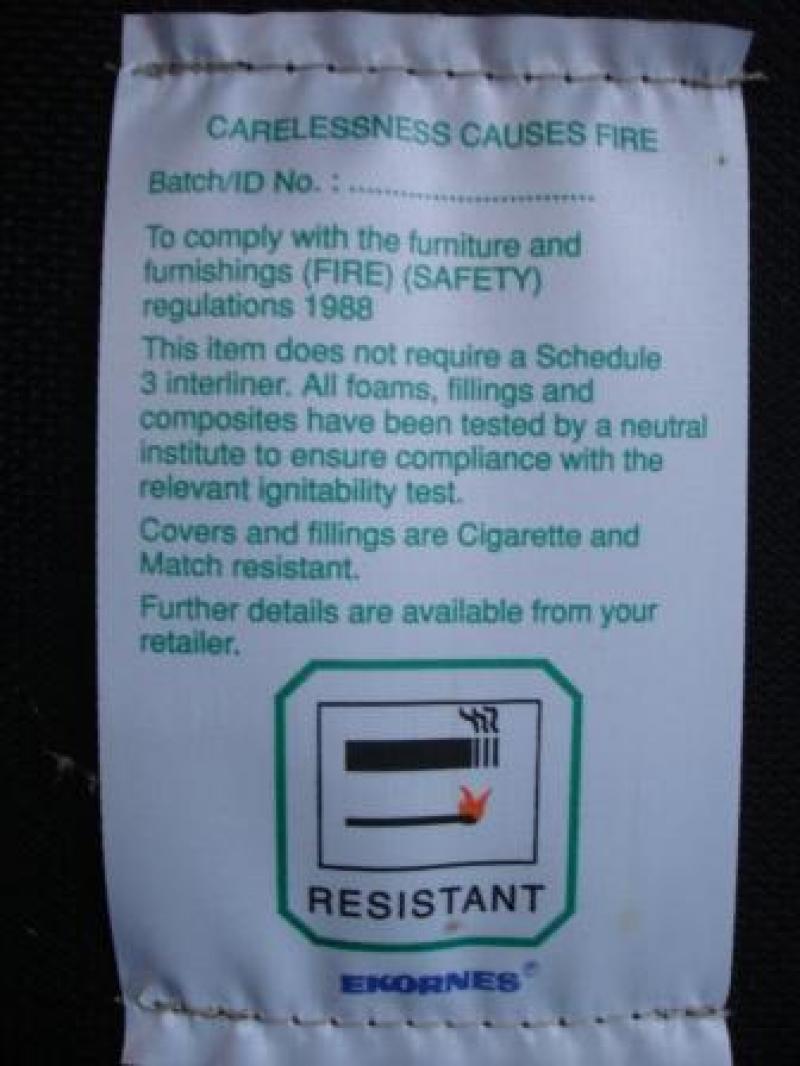 CARELESSNESS CAUSES FIRE
Batch/ID No. : ..............................
To comply with the furniture and
furnishings (FIRE) (SAFETY)
regulations 1988
This item does not require a Schedule
3 interliner. All foams, fillings and
composites have been tested by a neutral
institute to ensure compliance with the
relevant ignitability test.
Covers and fillings are Cigarette and
Match resistant.
Further details are available from your
retailer.
RESISTANT
EKORNES®